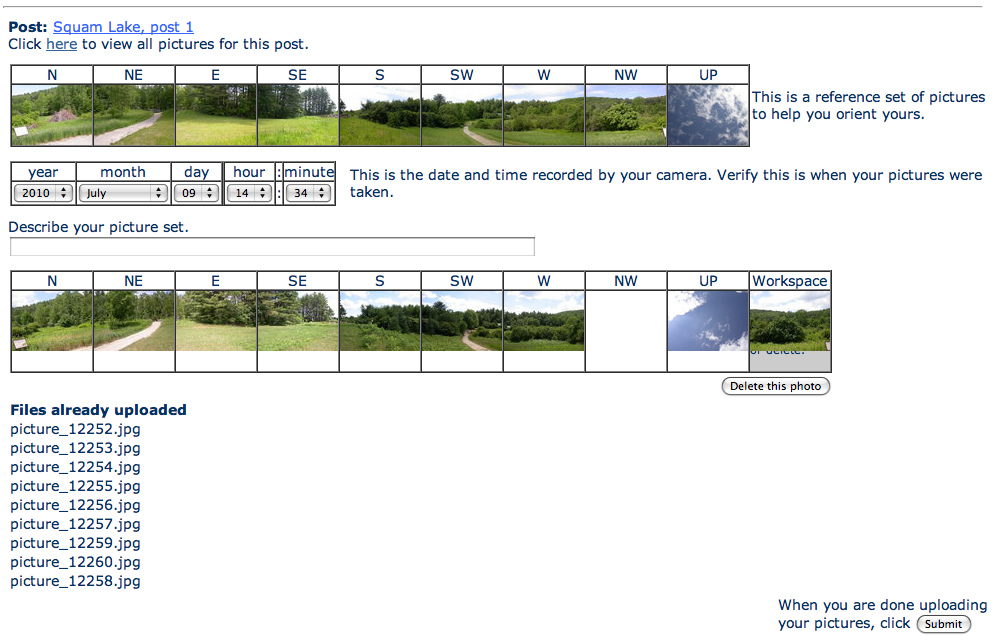 Post: Squam Lake, post 1
Click here to view all pictures for this post.
N NE E SE S SW W NW UP
This is a reference set of pictures
to help you orient yours.
year month day hour : minute
2010 July 09 14 : 34
This is the date and time recorded by your camera. Verify this is when your pictures were
taken.
Describe your picture set.
N NE E SE S SW W NW UP Workspace
or delete.
Delete this photo
Files already uploaded
picture_12252.jpg
picture_12253.jpg
picture_12254.jpg
picture_12255.jpg
picture_12256.jpg
picture_12257.jpg
picture_12259.jpg
picture_12260.jpg
picture_12258.jpg
When you are done uploading
your pictures, click Submit